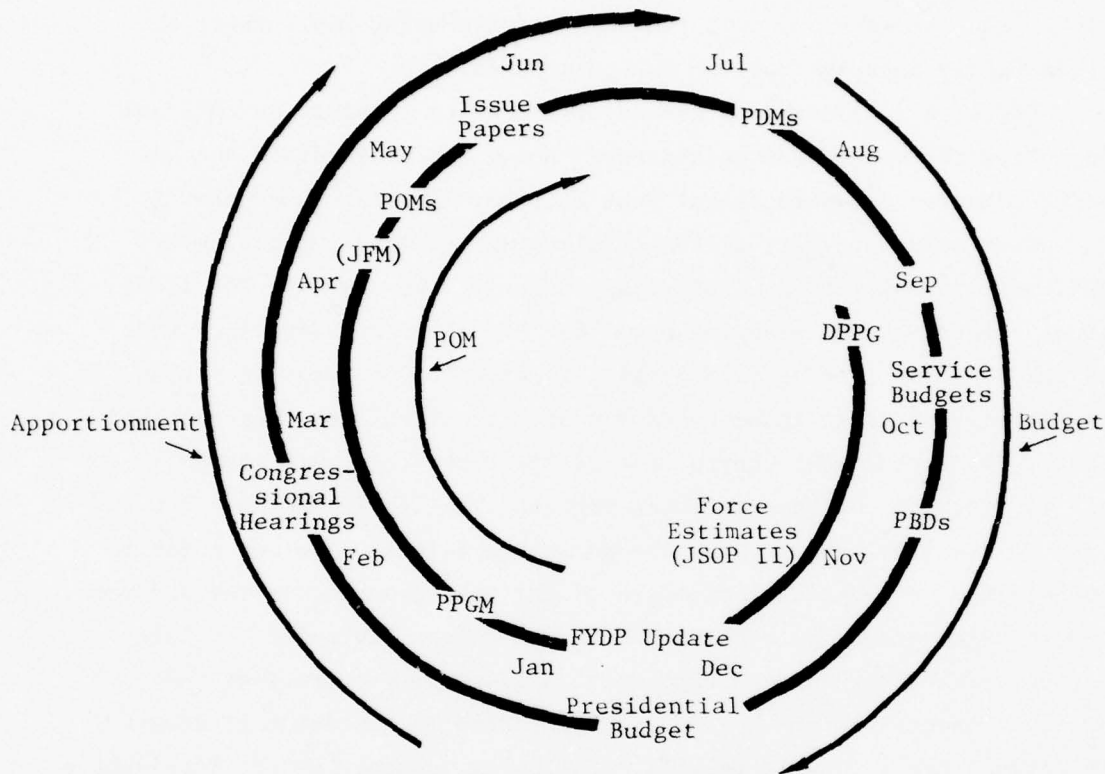 Jun
Jul
Issue
Papers
PDMs
May
Aug
POMs
(JFM)
Apr
Sep
POM
DPPG
Service
Budgets
Apportionment
Mar
Oct
Budget
Congres-
sional
Hearings
Force
Estimates
(JSOP II)
PBDs
Feb
Nov
PPGM
FYDP Update
Jan
Dec
Presidential
Budget